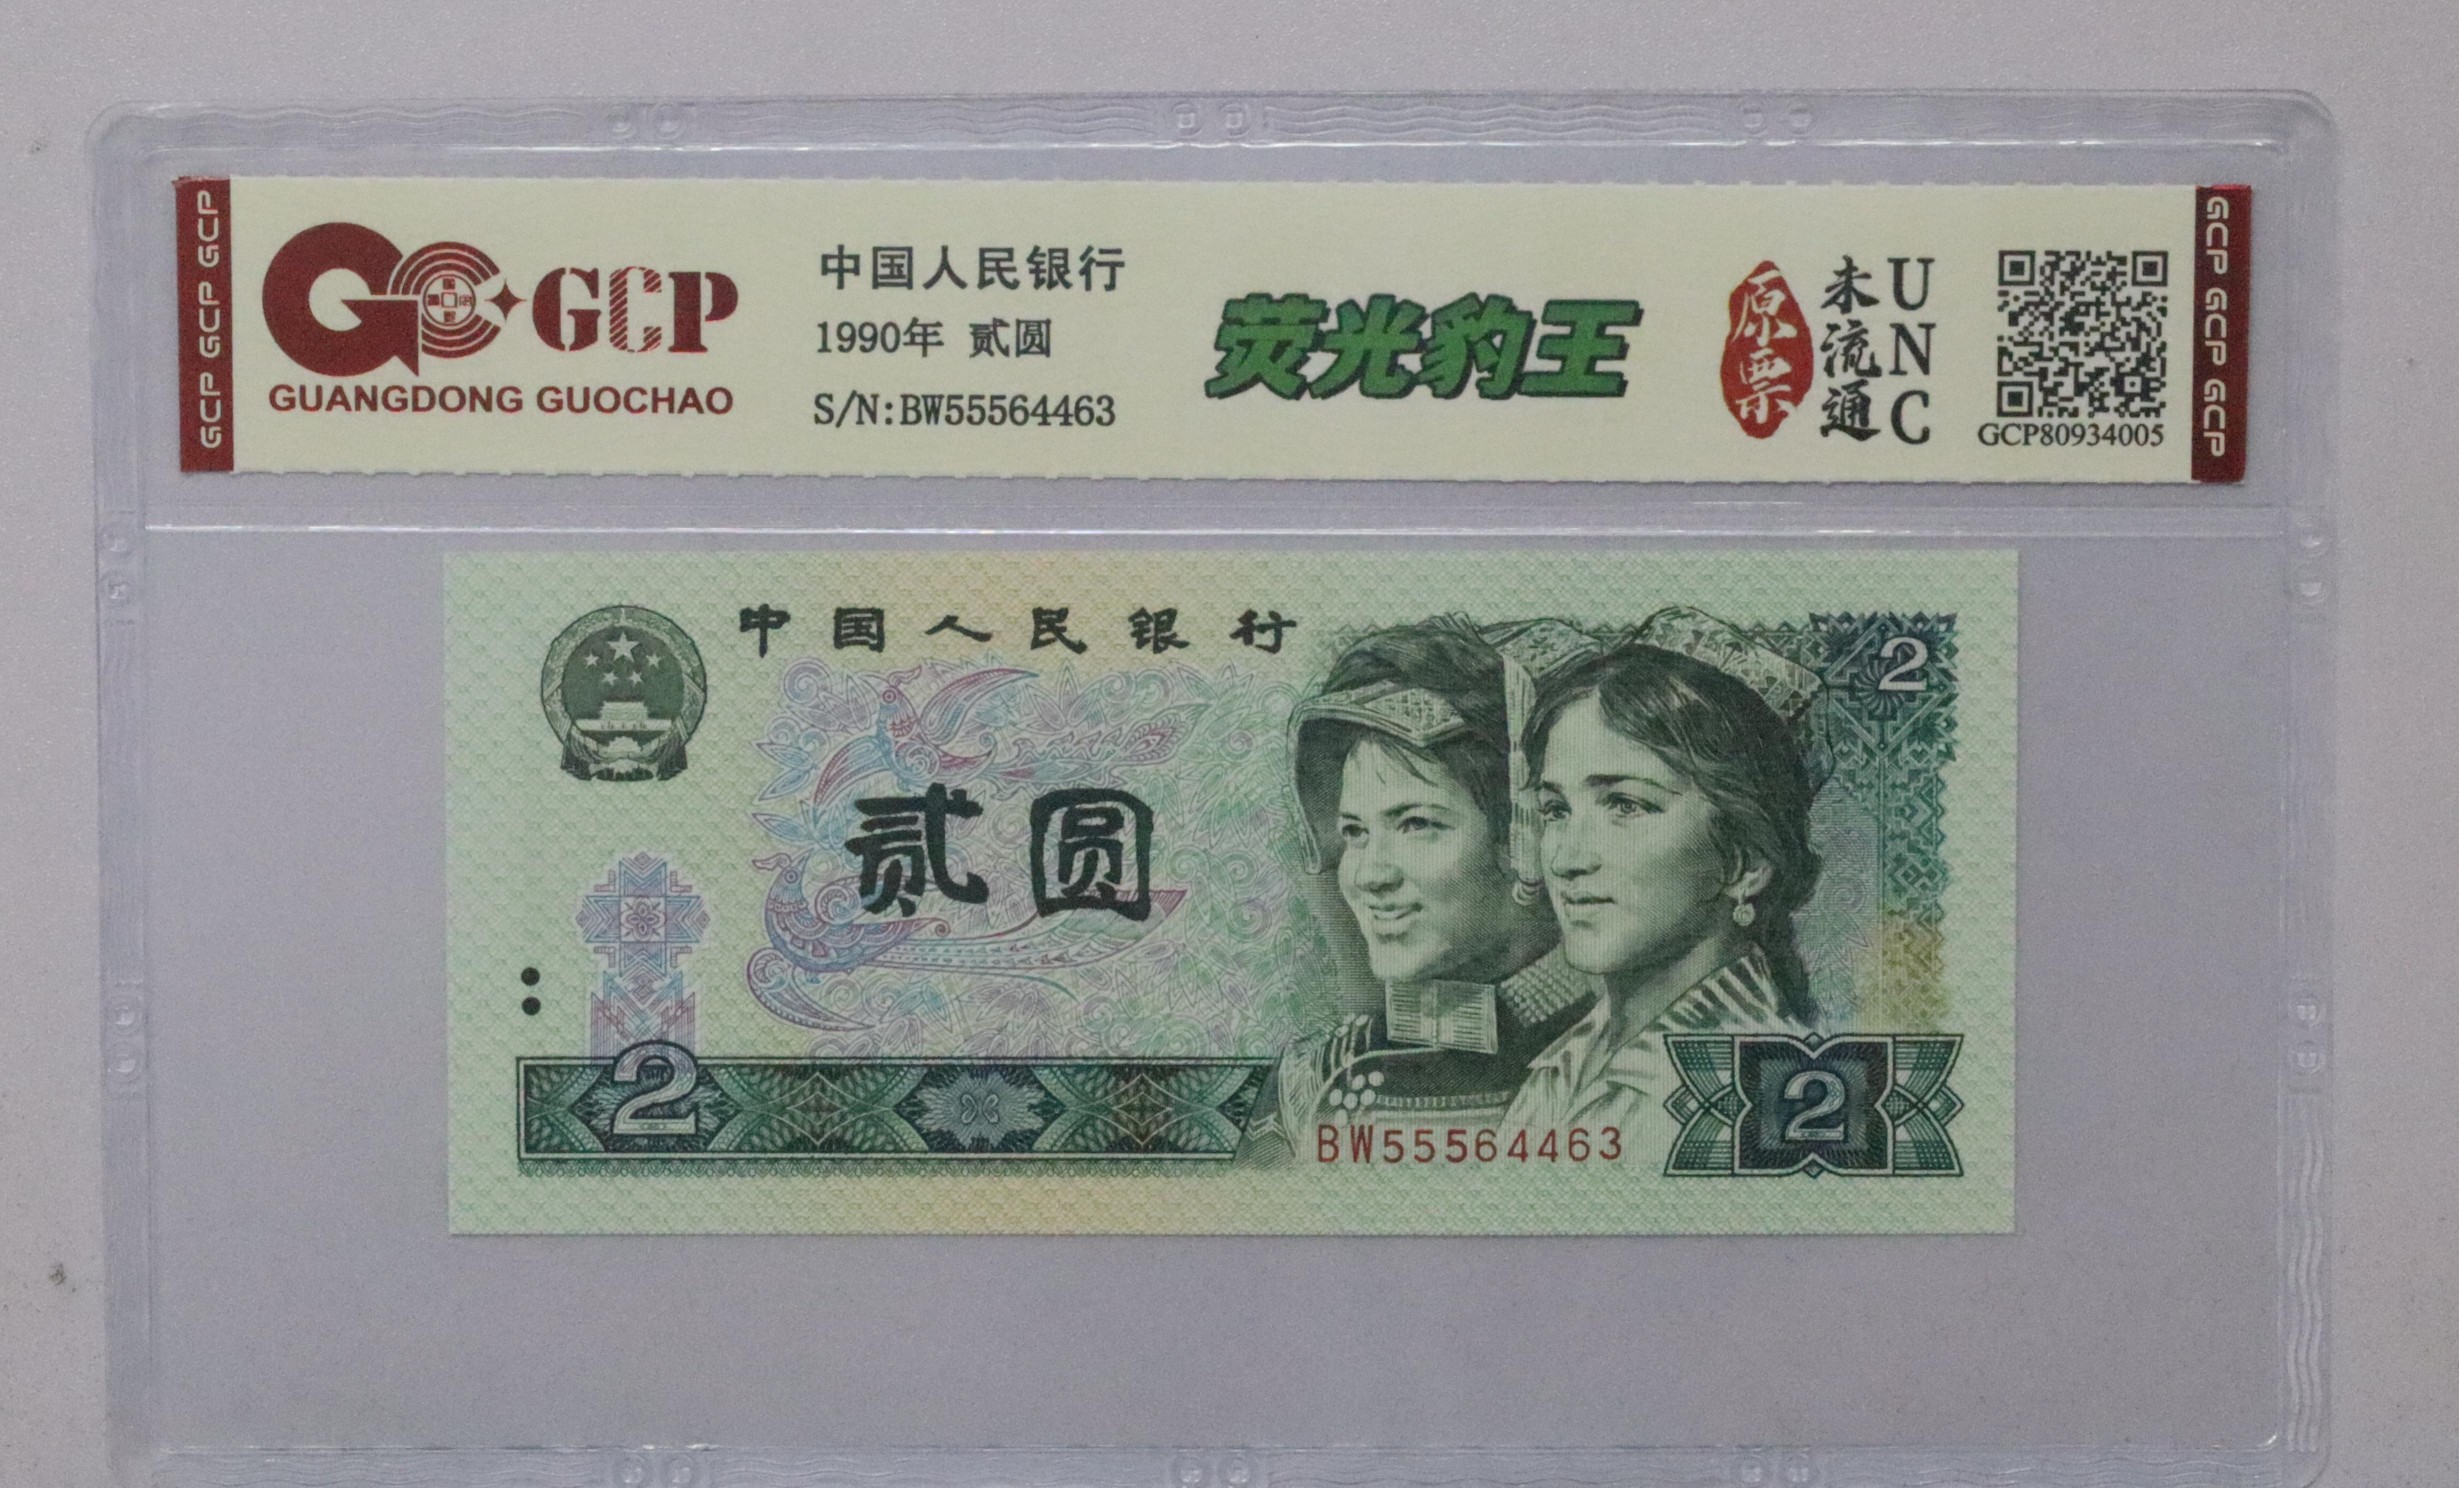 GCP GCP GCP
GCP
GUANGDONG GUOCHAO
中国人民银行
1990年 贰圆
S/N:BW55564463
荧光豹王
原票
未流通
UNC
GCP80934005
GCP GCP GCP
中国人民银行
2
贰圆
2
BW55564463
2